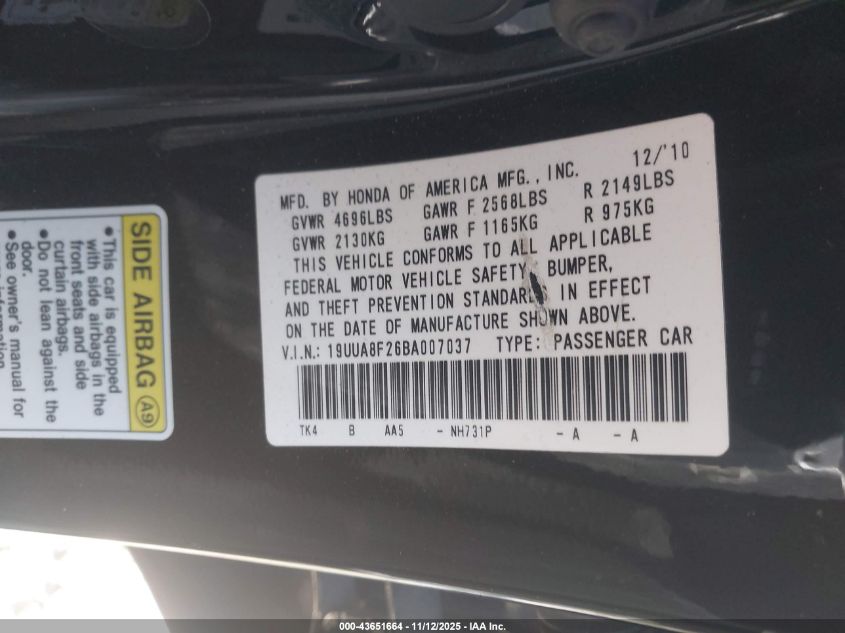 12/'10
MFD. BY HONDA OF AMERICA MFG., INC.
GVWR 4696LBS GAWR F 2568LBS R 2149LBS
GVWR 2130KG GAWR F 1165KG R 975KG
THIS VEHICLE CONFORMS TO ALL APPLICABLE
FEDERAL MOTOR VEHICLE SAFETY, BUMPER,
AND THEFT PREVENTION STANDARDS IN EFFECT
ON THE DATE OF MANUFACTURE SHOWN ABOVE.
V.I.N.: 19UUA8F26BA007037 TYPE: PASSENGER CAR
TK4 B AA5 - NH731P - A - A
SIDE AIRBAG A9
●This car is equipped
with side airbags in the
front seats and side
curtain airbags.
●Do not lean against the
door.
●See owner's manual for
information.
000-43651664 - 11/12/2025 - IAA Inc.